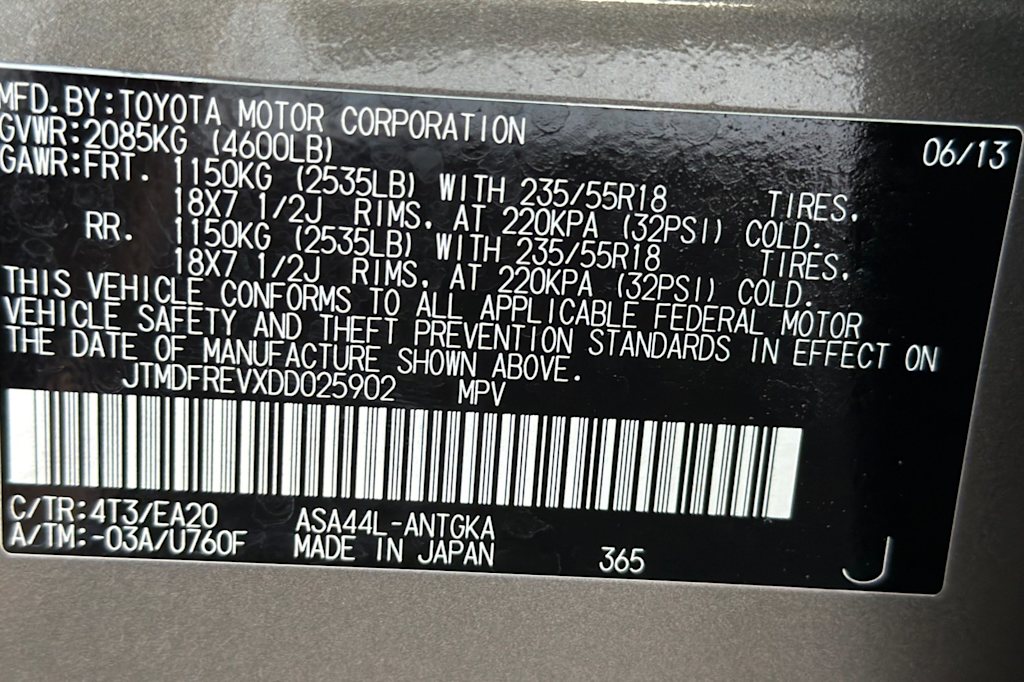 MFD.BY:TOYOTA MOTOR CORPORATION 06/13
GVWR:2085KG (4600LB)
GAWR:FRT. 1150KG (2535LB) WITH 235/55R18 TIRES,
18X7 1/2J RIMS, AT 220KPA (32PSI) COLD.
RR. 1150KG (2535LB) WITH 235/55R18 TIRES,
18X7 1/2J RIMS, AT 220KPA (32PSI) COLD.
THIS VEHICLE CONFORMS TO ALL APPLICABLE FEDERAL MOTOR
VEHICLE SAFETY AND THEFT PREVENTION STANDARDS IN EFFECT ON
THE DATE OF MANUFACTURE SHOWN ABOVE.
JTMDFREVXDD025902 MPV
C/TR:4T3/EA20 ASA44L-ANTGKA
A/TM:-03A/U760F MADE IN JAPAN 365 J